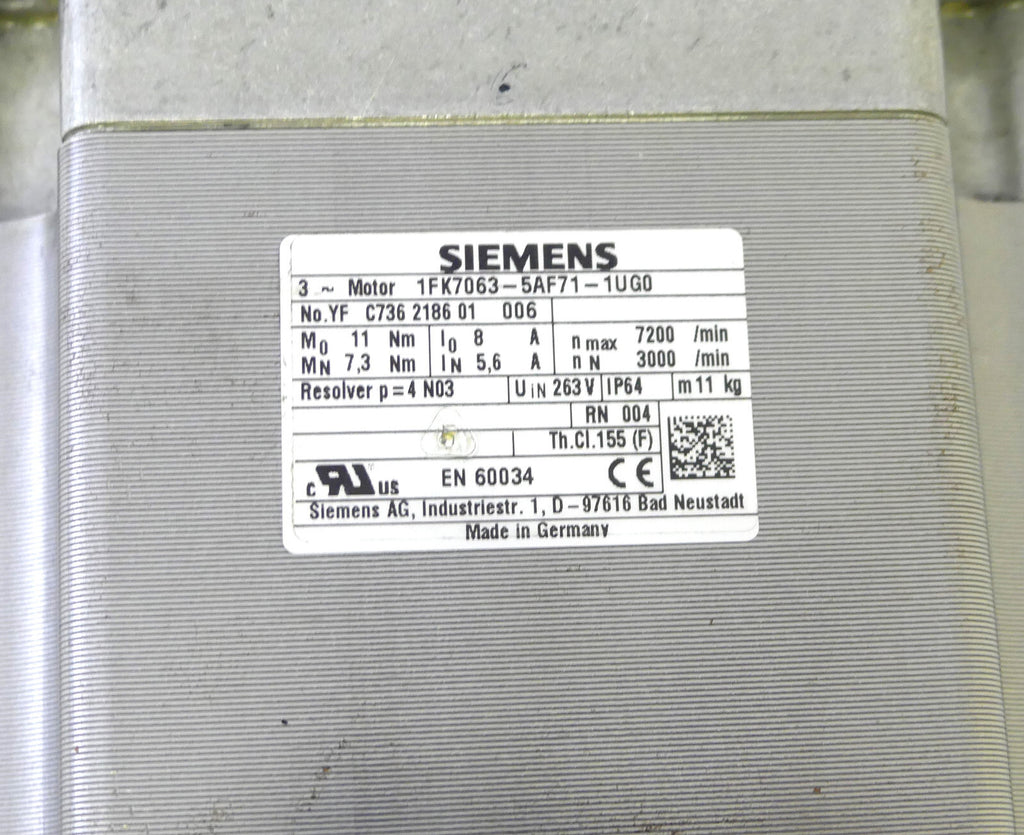 SIEMENS
3 ~ Motor 1FK7063-5AF71-1UG0
No.YF C736 2186 01 006
M0 11 Nm I0 8 A n max 7200 /min
MN 7,3 Nm IN 5,6 A n N 3000 /min
Resolver p=4 N03 UIN 263 V IP64 m 11 kg
RN 004
Th.Cl.155 (F)
c RU us EN 60034 CE
Siemens AG, Industriestr. 1, D-97616 Bad Neustadt
Made in Germany